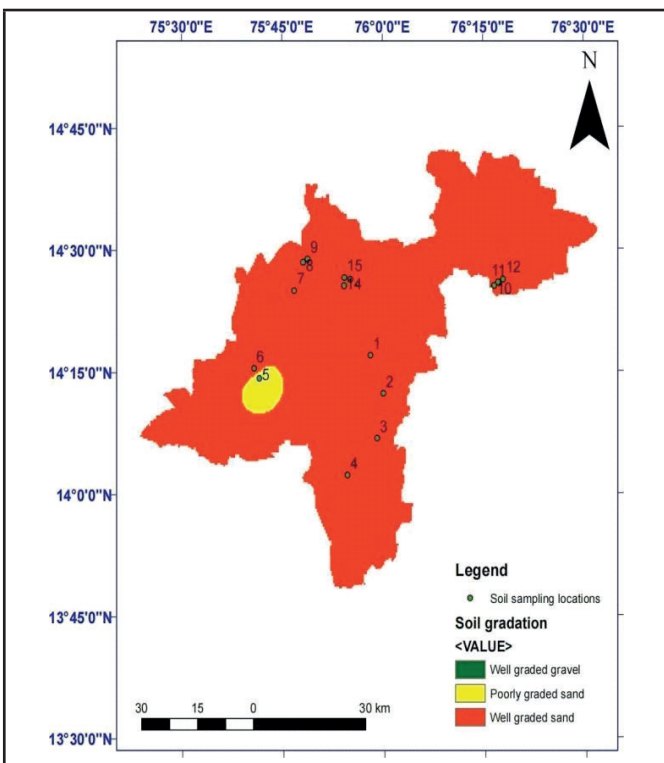 75°30'0"E 75°45'0"E 76°0'0"E 76°15'0"E 76°30'0"E
N
14°45'0"N
14°30'0"N
14°15'0"N
14°0'0"N
13°45'0"N
13°30'0"N
9
8
7
15
14
11 12
10
1
6
5
2
3
4
Legend
Soil sampling locations
Soil gradation
<VALUE>
Well graded gravel
Poorly graded sand
Well graded sand
30 15 0 30 km